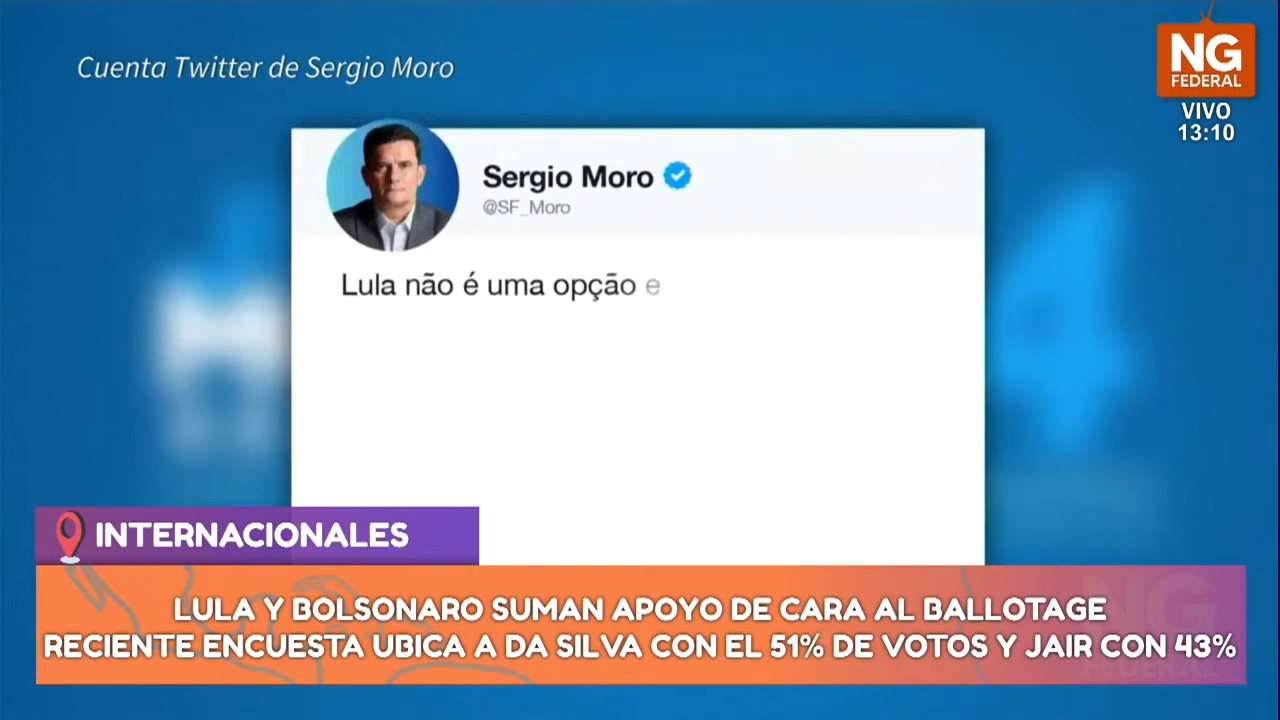 Cuenta Twitter de Sergio Moro
NG
FEDERAL
VIVO
13:10
Sergio Moro
@SF_Moro
Lula não é uma opção e
INTERNACIONALES
LULA Y BOLSONARO SUMAN APOYO DE CARA AL BALLOTAGE
RECIENTE ENCUESTA UBICA A DA SILVA CON EL 51% DE VOTOS Y JAIR CON 43%
NG
FEDERAL